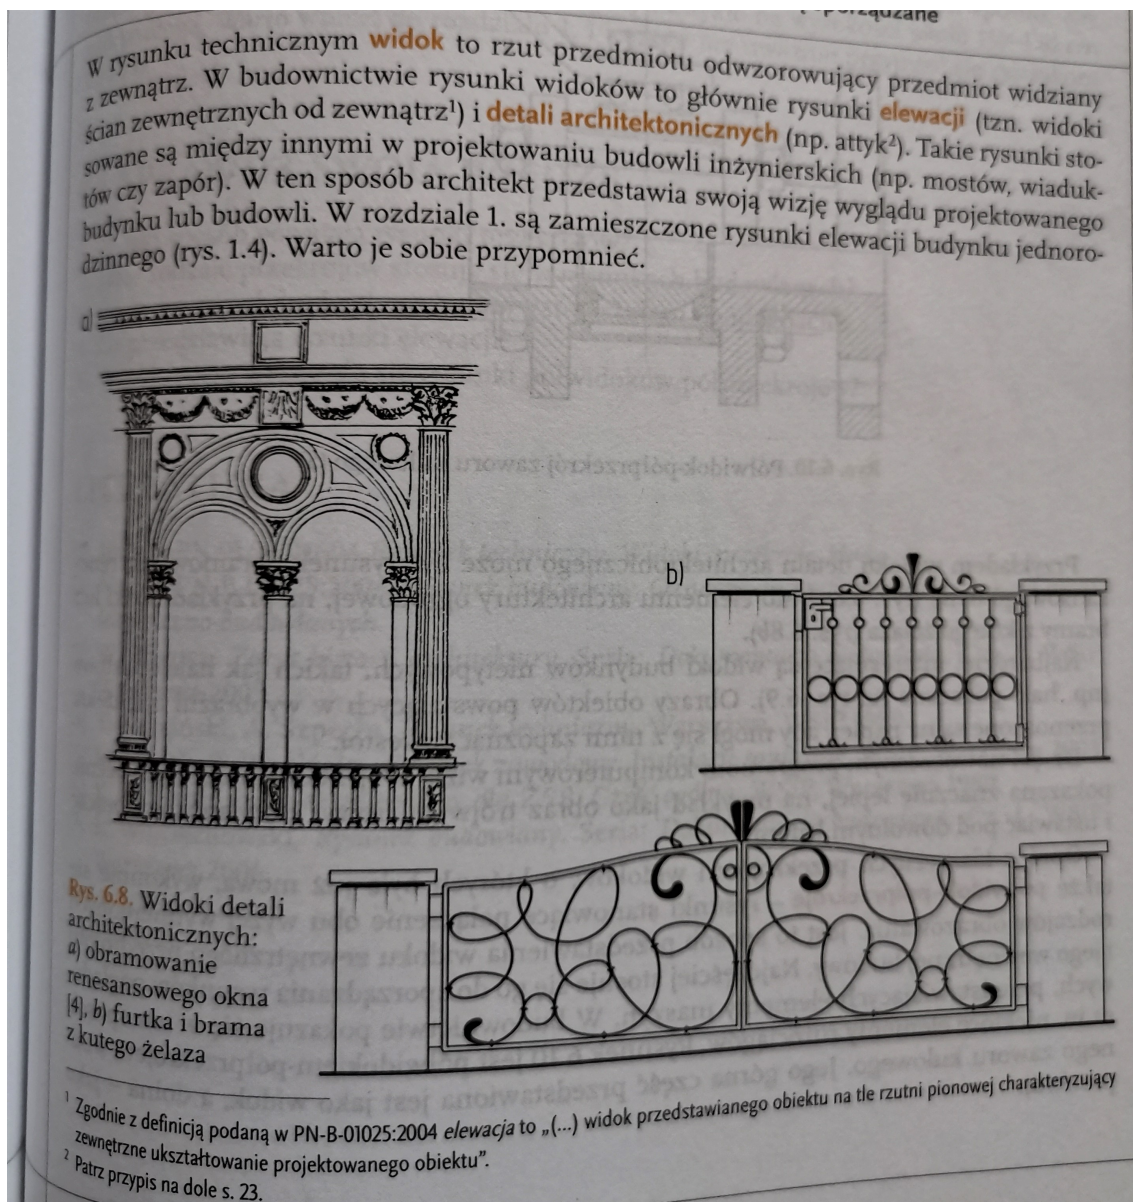 W rysunku technicznym widok to rzut przedmiotu odwzorowujący przedmiot widziany
z zewnątrz. W budownictwie rysunki widoków to głównie rysunki elewacji (tzn. widoki
ścian zewnętrznych od zewnątrz¹) i detali architektonicznych (np. attyk²). Takie rysunki sto-
sowane są między innymi w projektowaniu budowli inżynierskich (np. mostów, wiaduk-
tów czy zapór). W ten sposób architekt przedstawia swoją wizję wyglądu projektowanego
budynku lub budowli. W rozdziale 1. są zamieszczone rysunki elewacji budynku jednoro-
dzinnego (rys. 1.4). Warto je sobie przypomnieć.
a)
b)
Rys. 6.8. Widoki detali
architektonicznych:
a) obramowanie
renesansowego okna
[4], b) furtka i brama
z kutego żelaza
¹ Zgodnie z definicją podaną w PN-B-01025:2004 elewacja to „(...) widok przedstawianego obiektu na tle rzutni pionowej charakteryzujący
zewnętrzne ukształtowanie projektowanego obiektu”.
² Patrz przypis na dole s. 23.